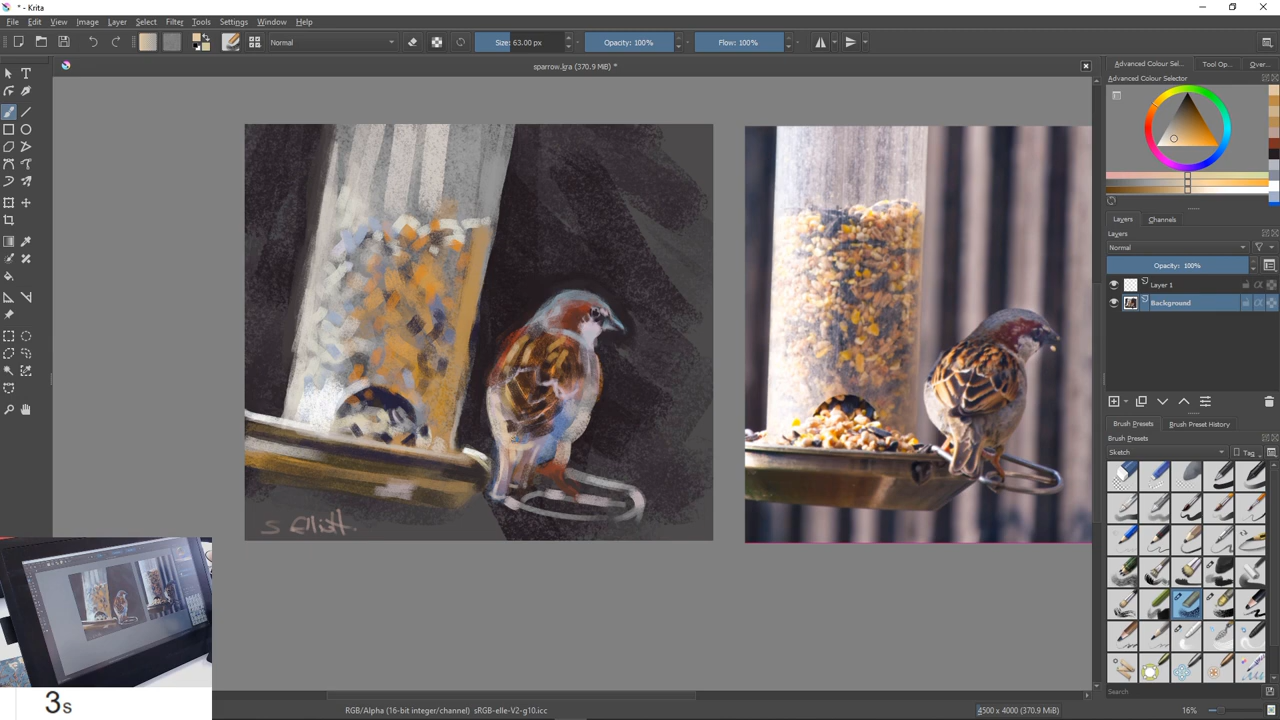 * - Krita
File Edit View Image Layer Select Filter Tools Settings Window Help
Normal Size: 63.00 px Opacity: 100% Flow: 100%
sparrow.kra (370.9 MiB) *
Advanced Colour Sel... Tool Op... Over...
Advanced Colour Selector
Layers Channels
Layers
Normal
Opacity: 100%
Layer 1
Background
Brush Presets Brush Preset History
Brush Presets
Sketch Tag
Search
S Elliott.
3s
RGB/Alpha (16-bit integer/channel) sRGB-elle-V2-g10.icc 4500 x 4000 (370.9 MiB) 16%